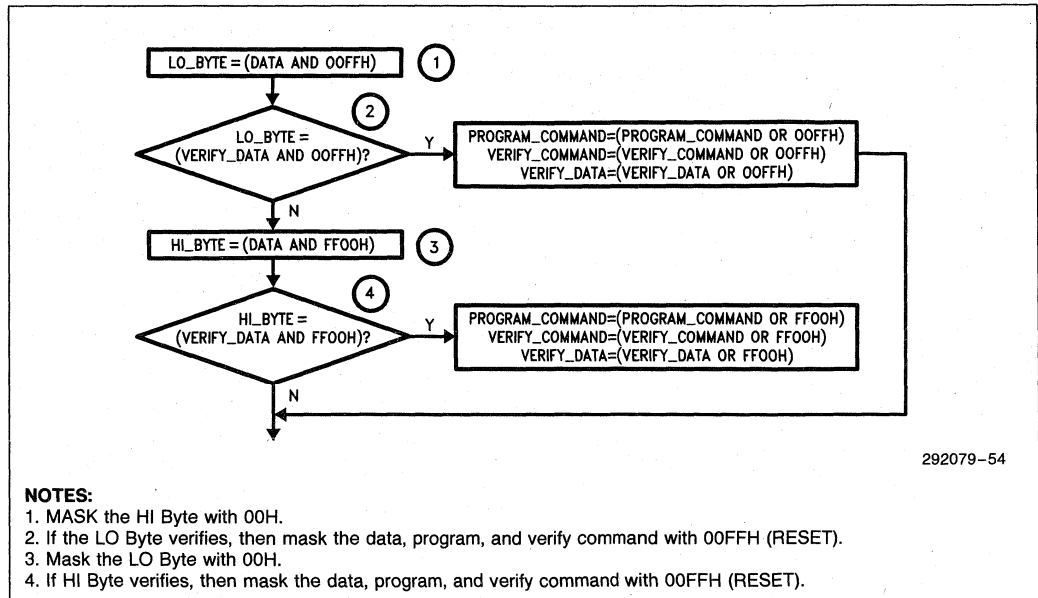 LO_BYTE = (DATA AND 00FFH)
1
2
LO_BYTE =
(VERIFY_DATA AND 00FFH)?
Y
PROGRAM_COMMAND=(PROGRAM_COMMAND OR 00FFH)
VERIFY_COMMAND=(VERIFY_COMMAND OR 00FFH)
VERIFY_DATA=(VERIFY_DATA OR 00FFH)
N
HI_BYTE = (DATA AND FF00H)
3
4
HI_BYTE =
(VERIFY_DATA AND FF00H)?
Y
PROGRAM_COMMAND=(PROGRAM_COMMAND OR FF00H)
VERIFY_COMMAND=(VERIFY_COMMAND OR FF00H)
VERIFY_DATA=(VERIFY_DATA OR FF00H)
N
292079-54
NOTES:
1. MASK the HI Byte with 00H.
2. If the LO Byte verifies, then mask the data, program, and verify command with 00FFH (RESET).
3. Mask the LO Byte with 00H.
4. If HI Byte verifies, then mask the data, program, and verify command with 00FFH (RESET).